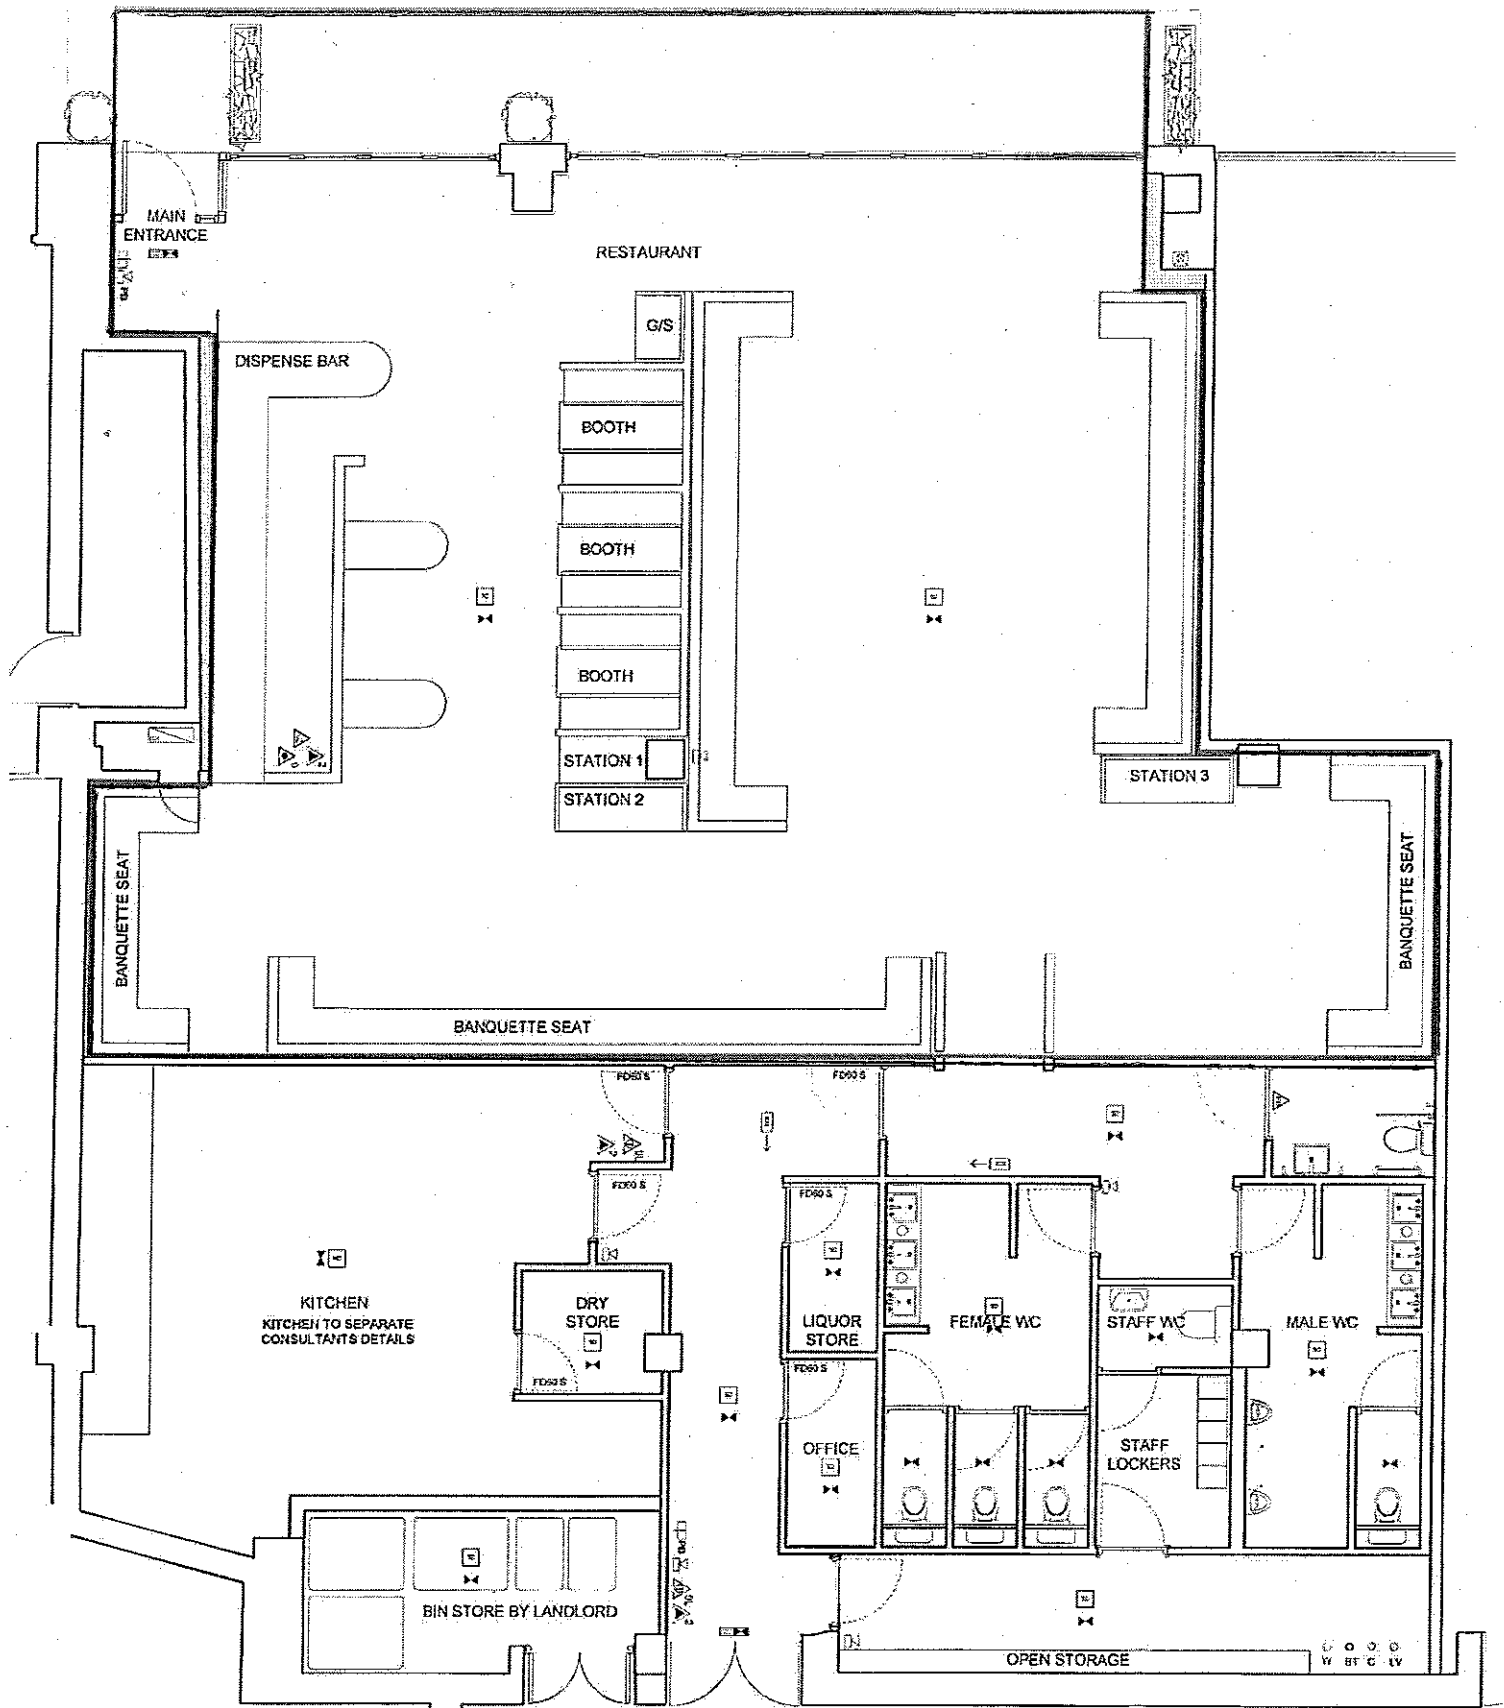 MAIN
ENTRANCE
RESTAURANT
G/S
DISPENSE BAR
BOOTH
BOOTH
BOOTH
STATION 1
STATION 2
STATION 3
BANQUETTE SEAT
BANQUETTE SEAT
BANQUETTE SEAT
FD60 S
FD60 S
FD60 S
FD60 S
KITCHEN
KITCHEN TO SEPARATE
CONSULTANTS DETAILS
DRY
STORE
LIQUOR
STORE
FEMALE WC
STAFF WC
MALE WC
FD60 S
FD60 S
OFFICE
STAFF
LOCKERS
BIN STORE BY LANDLORD
OPEN STORAGE
W BT G LV